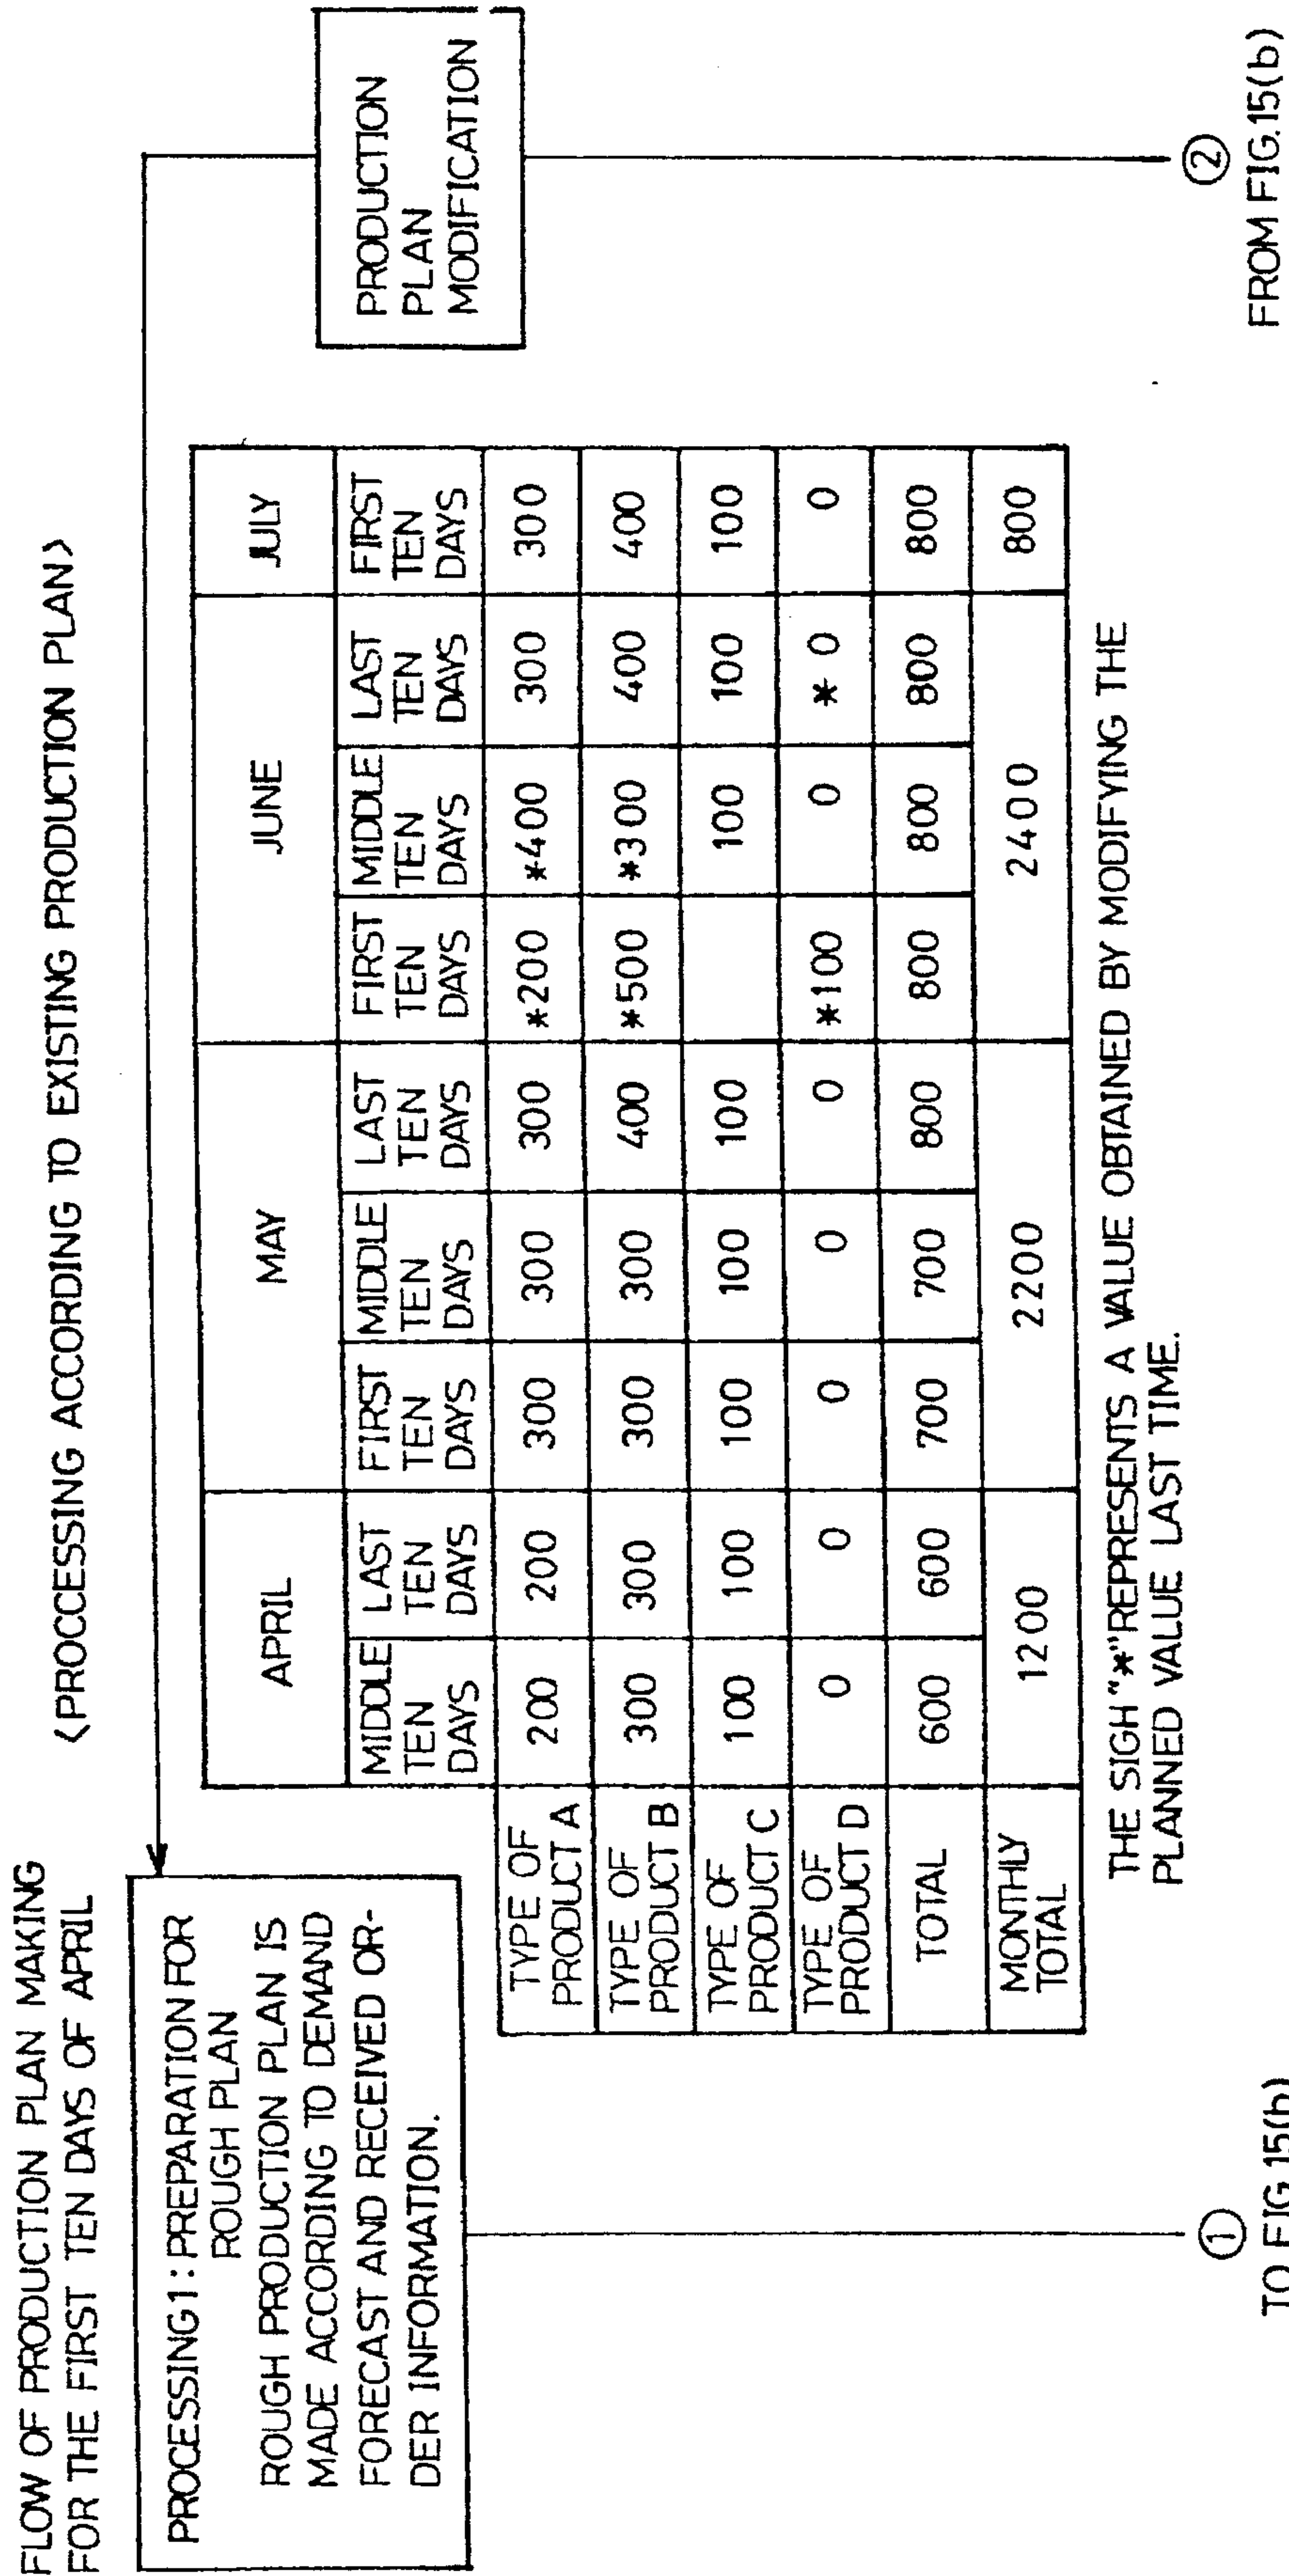 FLOW OF PRODUCTION PLAN MAKING
FOR THE FIRST TEN DAYS OF APRIL
<PROCCESSING ACCORDING TO EXISTING PRODUCTION PLAN>
PROCESSING 1 : PREPARATION FOR
ROUGH PLAN
ROUGH PRODUCTION PLAN IS
MADE ACCORDING TO DEMAND
FORECAST AND RECEIVED OR-
DER INFORMATION.
PRODUCTION
PLAN
MODIFICATION
APRIL MAY JUNE JULY
MIDDLE LAST FIRST MIDDLE LAST FIRST MIDDLE LAST FIRST
TEN TEN TEN TEN TEN TEN TEN TEN TEN
DAYS DAYS DAYS DAYS DAYS DAYS DAYS DAYS DAYS
TYPE OF
PRODUCT A 200 200 300 300 300 *200 *400 300 300
TYPE OF
PRODUCT B 300 300 300 300 400 *500 *300 400 400
TYPE OF
PRODUCT C 100 100 100 100 100 100 100 100
TYPE OF
PRODUCT D 0 0 0 0 0 *100 0 *0 0
TOTAL 600 600 700 700 800 800 800 800 800
MONTHLY
TOTAL 1200 2200 2400 800
THE SIGH "*" REPRESENTS A VALUE OBTAINED BY MODIFYING THE
PLANNED VALUE LAST TIME.
①
TO FIG.15(b)
②
FROM FIG.15(b)